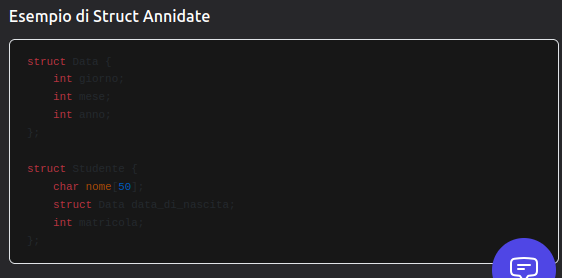 Esempio di Struct Annidate
struct Data {
    int giorno;
    int mese;
    int anno;
};
struct Studente {
    char nome[50];
    struct Data data_di_nascita;
    int matricola;
};